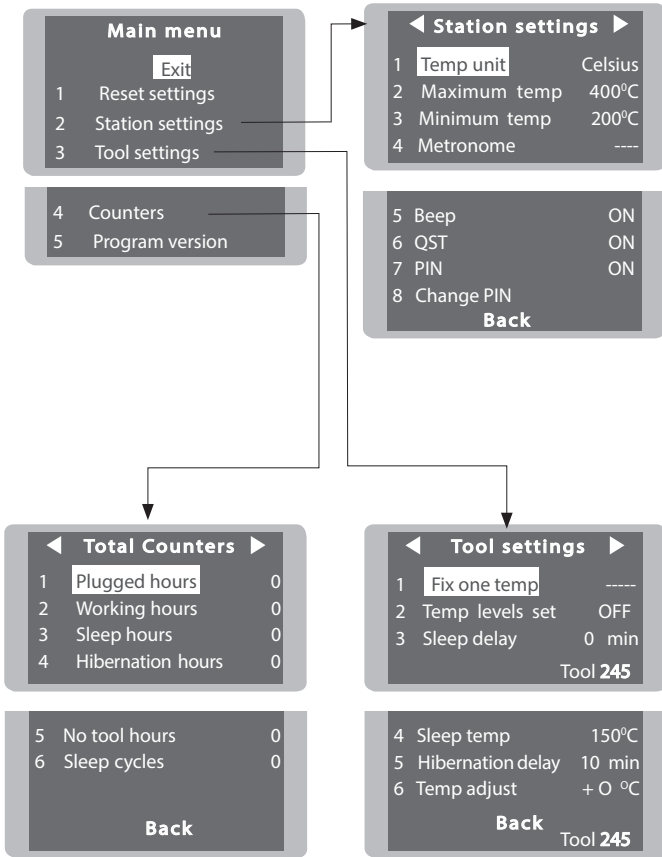 Main menu
Exit
1 Reset settings
2 Station settings
3 Tool settings
4 Counters
5 Program version
Station settings
1 Temp unit Celsius
2 Maximum temp 400⁰C
3 Minimum temp 200⁰C
4 Metronome ----
5 Beep ON
6 QST ON
7 PIN ON
8 Change PIN
Back
Total Counters
1 Plugged hours 0
2 Working hours 0
3 Sleep hours 0
4 Hibernation hours 0
5 No tool hours 0
6 Sleep cycles 0
Back
Tool settings
1 Fix one temp -----
2 Temp levels set OFF
3 Sleep delay 0 min
Tool 245
4 Sleep temp 150⁰C
5 Hibernation delay 10 min
6 Temp adjust + O ᴼC
Back
Tool 245